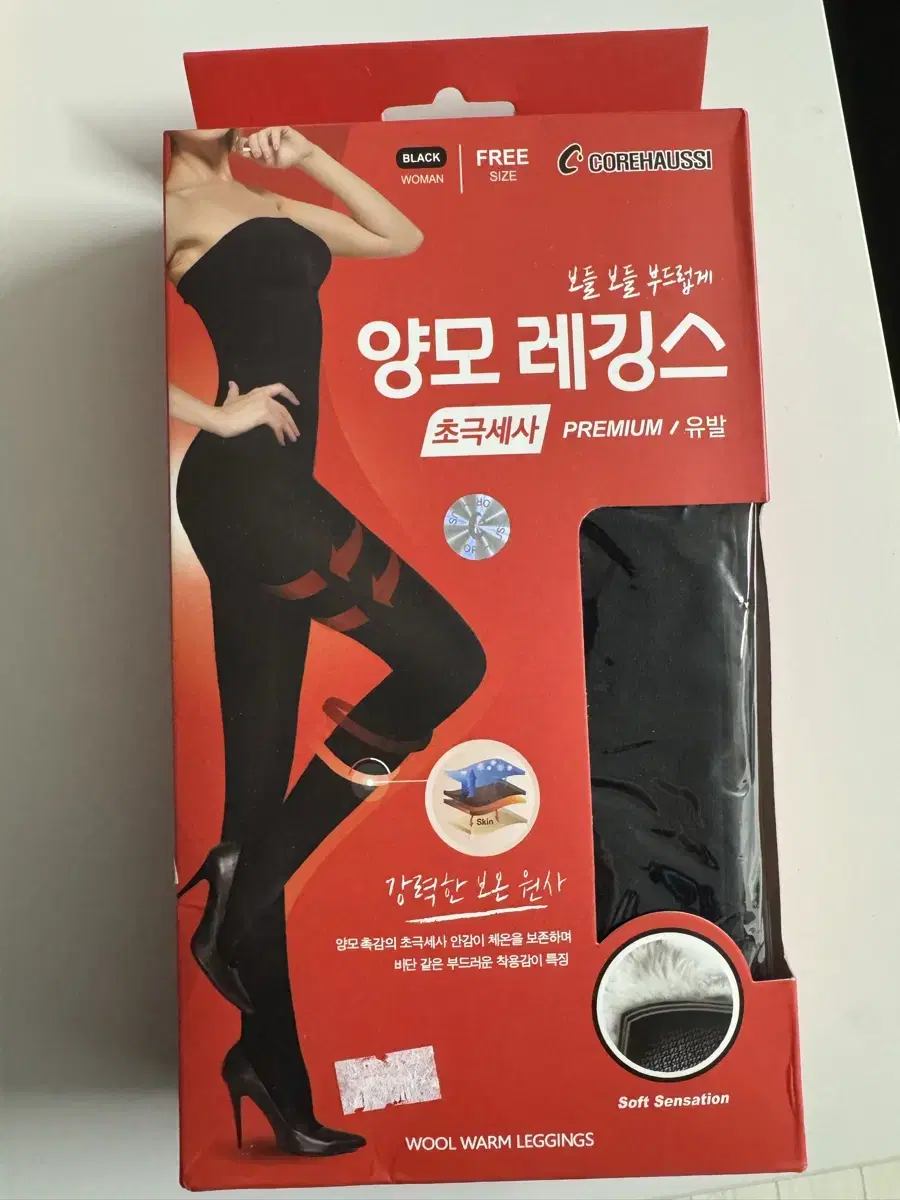 BLACK
WOMAN
FREE
SIZE
COREHAUSSI
보들 보들 부드럽게
양모 레깅스
초극세사 PREMIUM / 유발
Skin
강력한 보온 원사
양모 촉감의 초극세사 안감이 체온을 보존하며
비단 같은 부드러운 착용감이 특징
Soft Sensation
WOOL WARM LEGGINGS